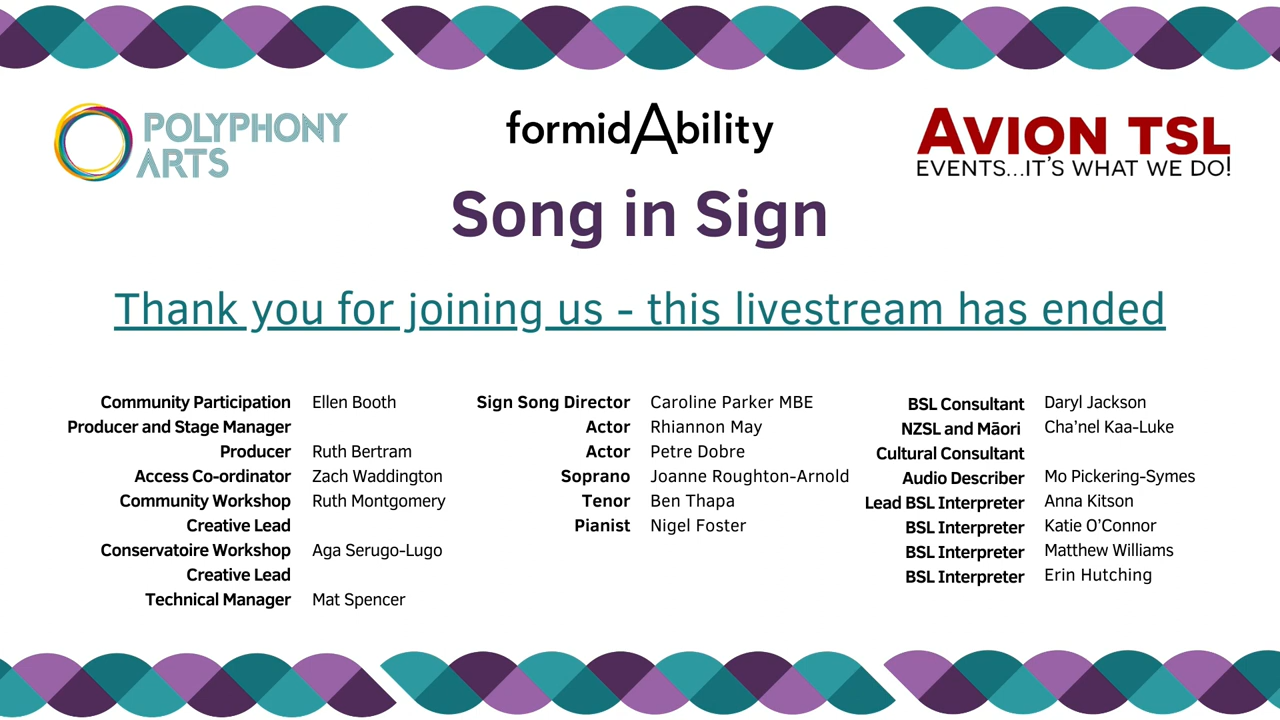 POLYPHONY
ARTS
formidAbility
AVION TSL
EVENTS...IT'S WHAT WE DO!
Song in Sign
Thank you for joining us - this livestream has ended
Community Participation Ellen Booth
Producer and Stage Manager
Producer Ruth Bertram
Access Co-ordinator Zach Waddington
Community Workshop Ruth Montgomery
Creative Lead
Conservatoire Workshop Aga Serugo-Lugo
Creative Lead
Technical Manager Mat Spencer
Sign Song Director Caroline Parker MBE
Actor Rhiannon May
Actor Petre Dobre
Soprano Joanne Roughton-Arnold
Tenor Ben Thapa
Pianist Nigel Foster
BSL Consultant Daryl Jackson
NZSL and Māori Cha'nel Kaa-Luke
Cultural Consultant
Audio Describer Mo Pickering-Symes
Lead BSL Interpreter Anna Kitson
BSL Interpreter Katie O'Connor
BSL Interpreter Matthew Williams
BSL Interpreter Erin Hutching